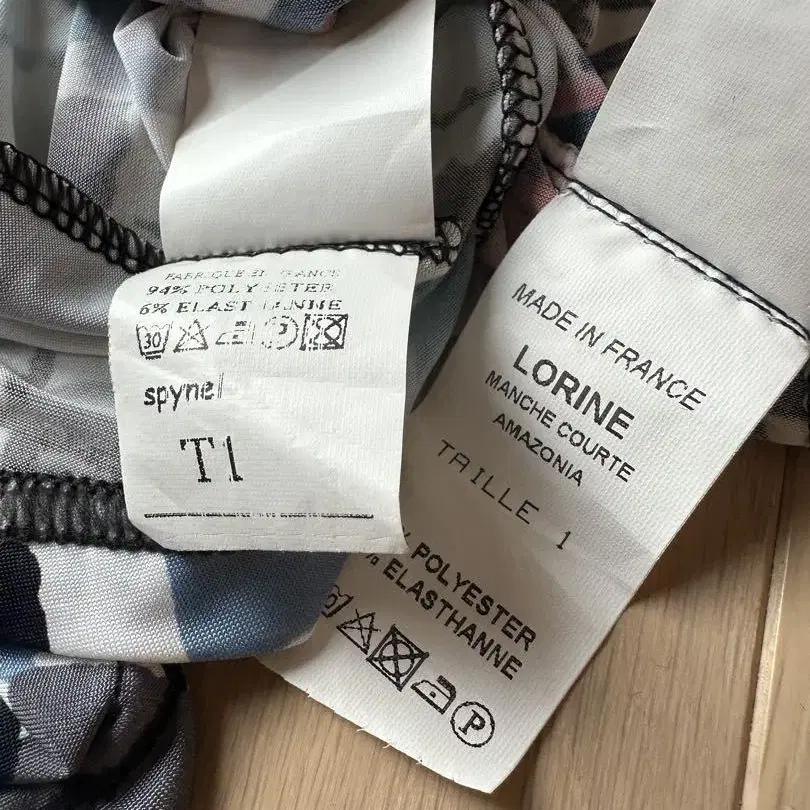 FABRIQUE EN FRANCE
94% POLYESTER
6% ELASTHANNE
30
spynel
T1
MADE IN FRANCE
LORINE
MANCHE COURTE
AMAZONIA
TAILLE 1
% POLYESTER
% ELASTHANNE
P